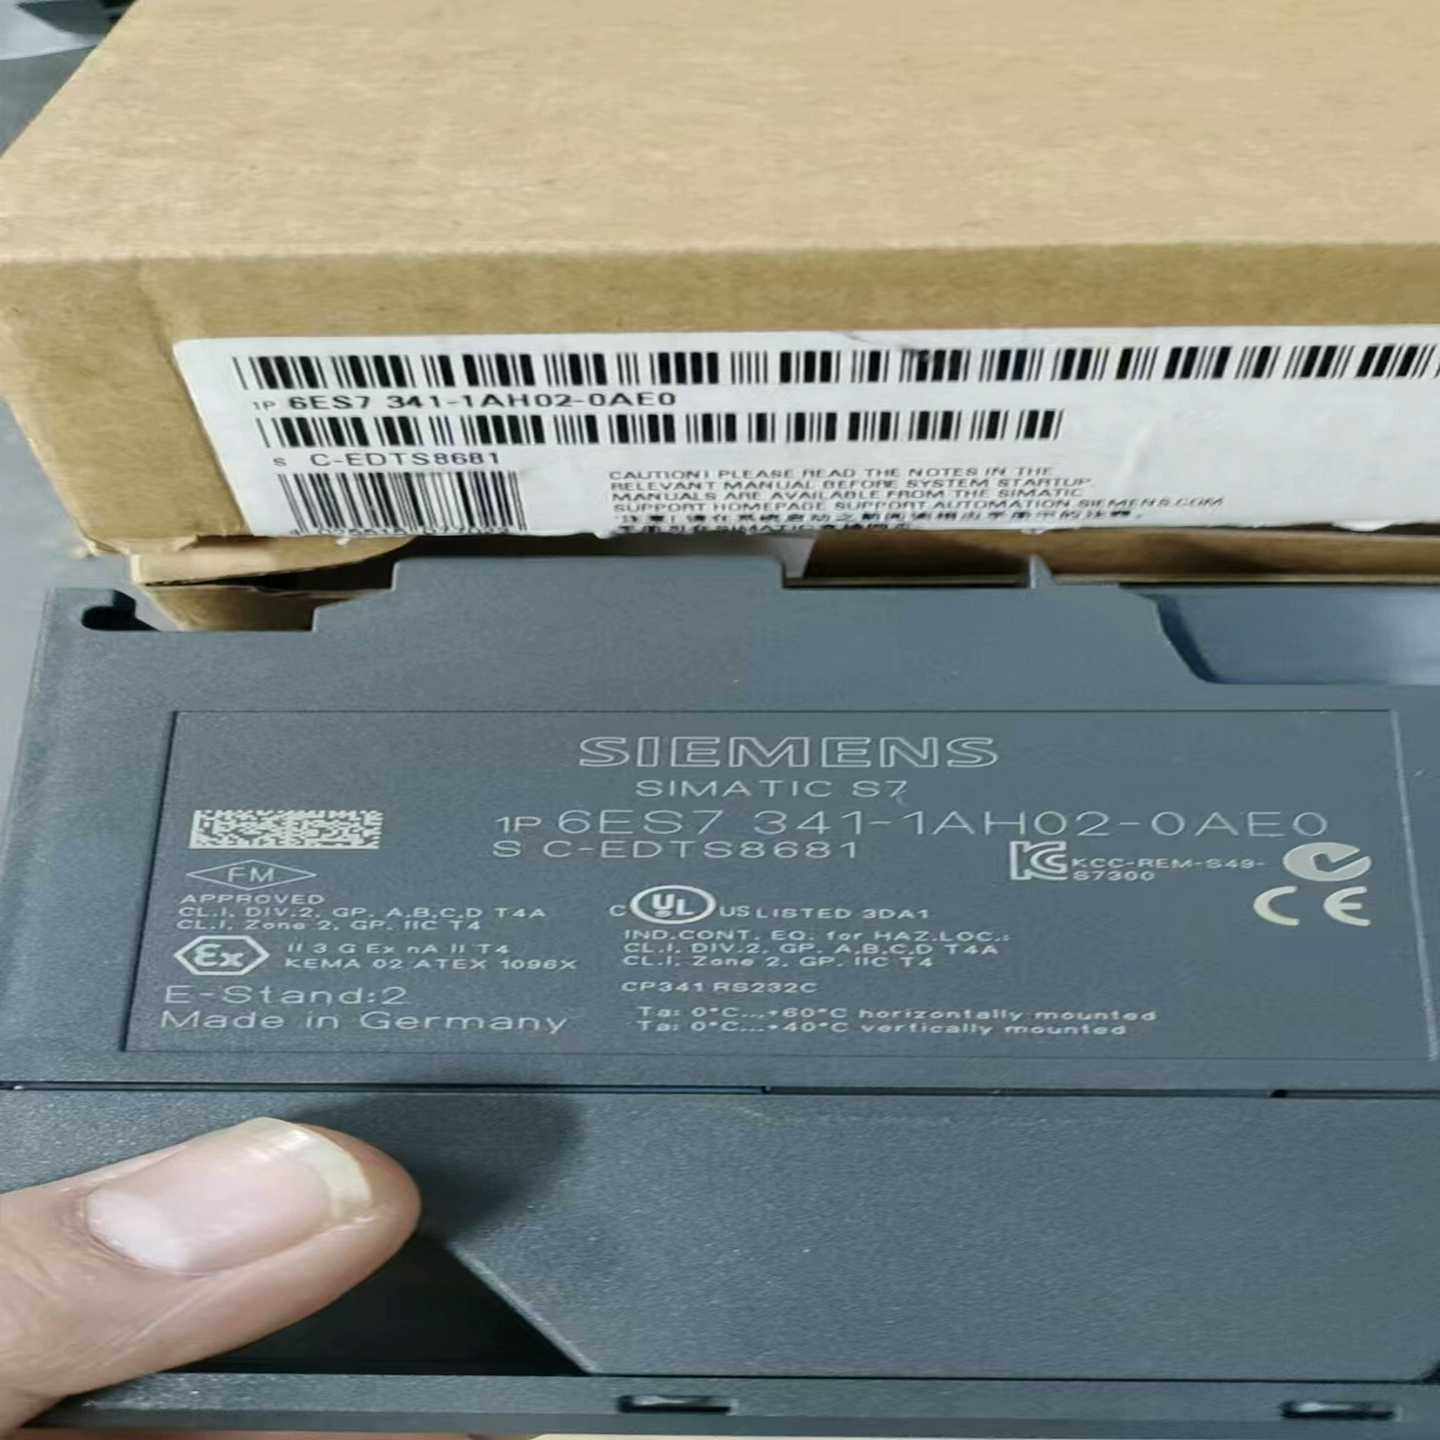 1P 6ES7 341-1AH02-0AE0
S C-EDTS8681
CAUTION! PLEASE READ THE NOTES IN THE
RELEVANT MANUAL BEFORE SYSTEM STARTUP.
MANUALS ARE AVAILABLE FROM THE SIMATIC
SUPPORT HOMEPAGE SUPPORT.AUTOMATION.SIEMENS.COM
SIEMENS
SIMATIC S7
1P 6ES7 341-1AH02-0AE0
S C-EDTS8681
KCC-REM-S49-
S7300
FM
APPROVED
CL.I, DIV.2, GP. A,B,C,D T4A
CL.I, Zone 2, GP. IIC T4
Ex II 3 G Ex nA II T4
KEMA 02 ATEX 1096X
E-Stand:2
Made in Germany
C UL US LISTED 3DA1
IND.CONT. EQ. for HAZ.LOC.:
CL.I, DIV.2, GP. A,B,C,D T4A
CL.I, Zone 2, GP. IIC T4
CE
CP341 RS232C
Ta: 0°C...+60°C horizontally mounted
Ta: 0°C...+40°C vertically mounted